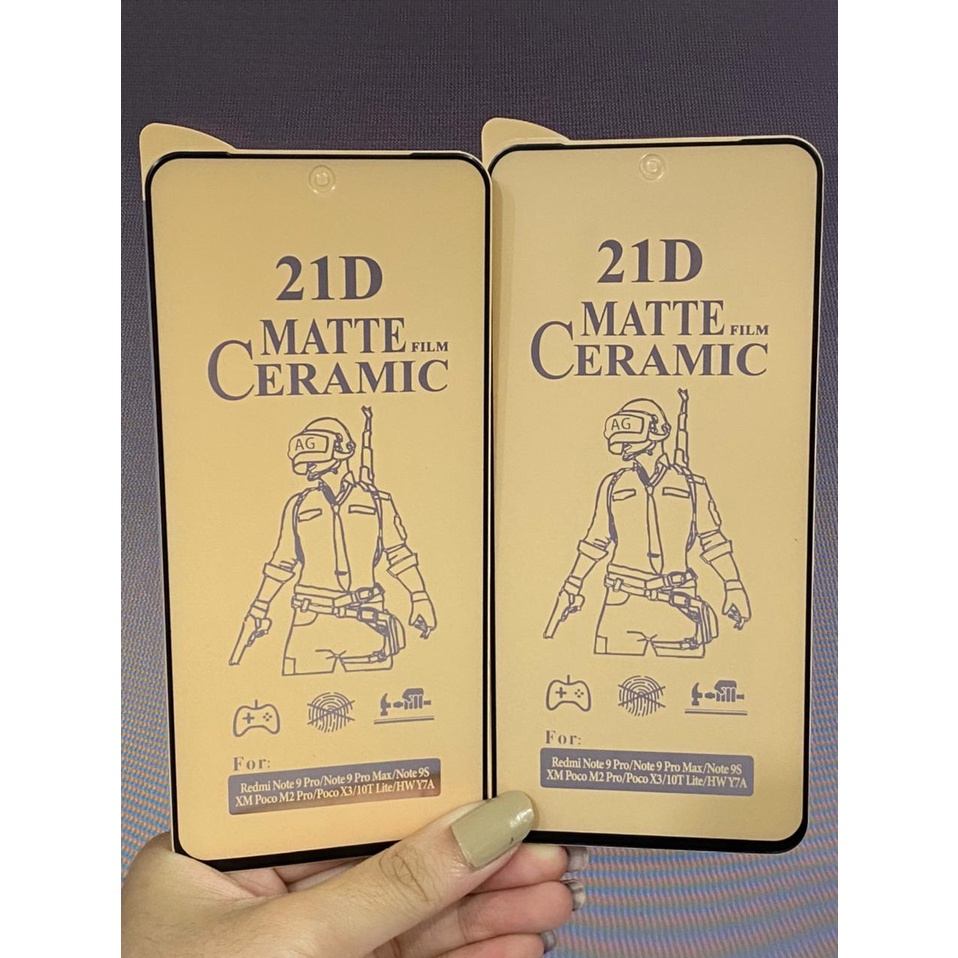 21D
MATTE FILM
CERAMIC
AG
For:
Redmi Note 9 Pro/Note 9 Pro Max/Note 9S
XM Poco M2 Pro/Poco X3/10T Lite/HW Y7A
21D
MATTE FILM
CERAMIC
AG
For:
Redmi Note 9 Pro/Note 9 Pro Max/Note 9S
XM Poco M2 Pro/Poco X3/10T Lite/HW Y7A